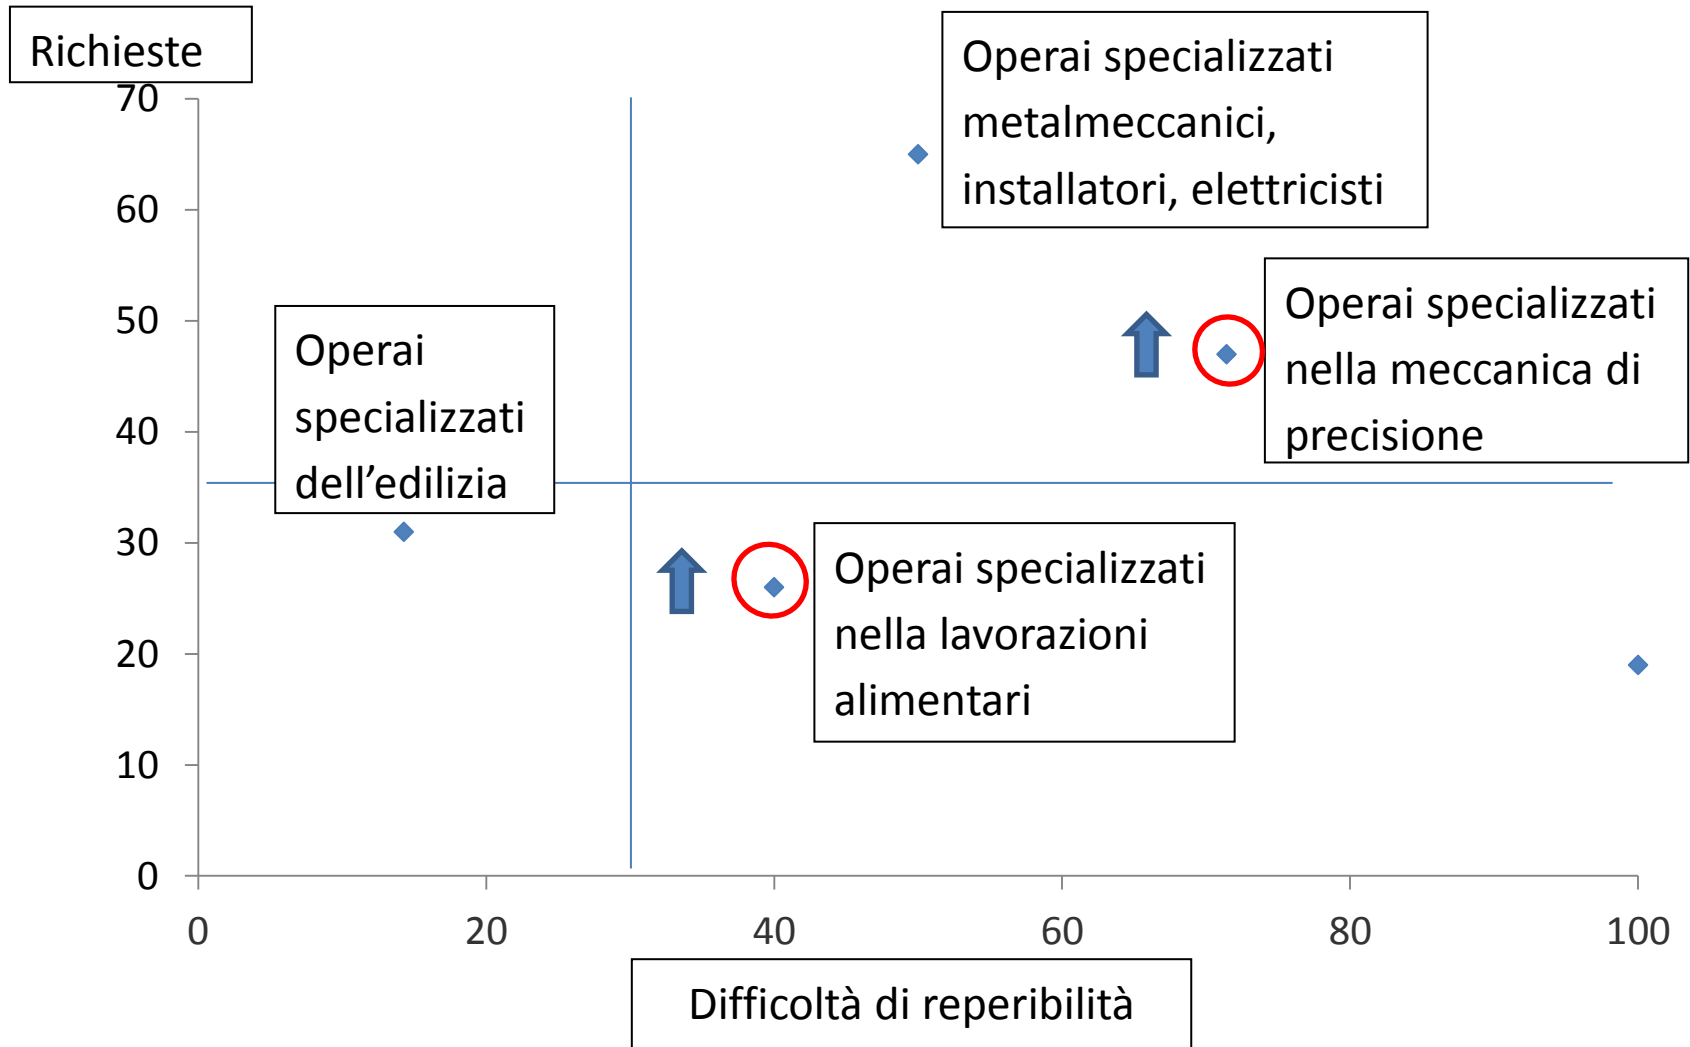 Richieste
70
60
50
40
30
20
10
0
0 20 40 60 80 100
Difficoltà di reperibilità
Operai specializzati
metalmeccanici,
installatori, elettricisti
Operai specializzati
nella meccanica di
precisione
Operai
specializzati
dell’edilizia
Operai specializzati
nella lavorazioni
alimentari